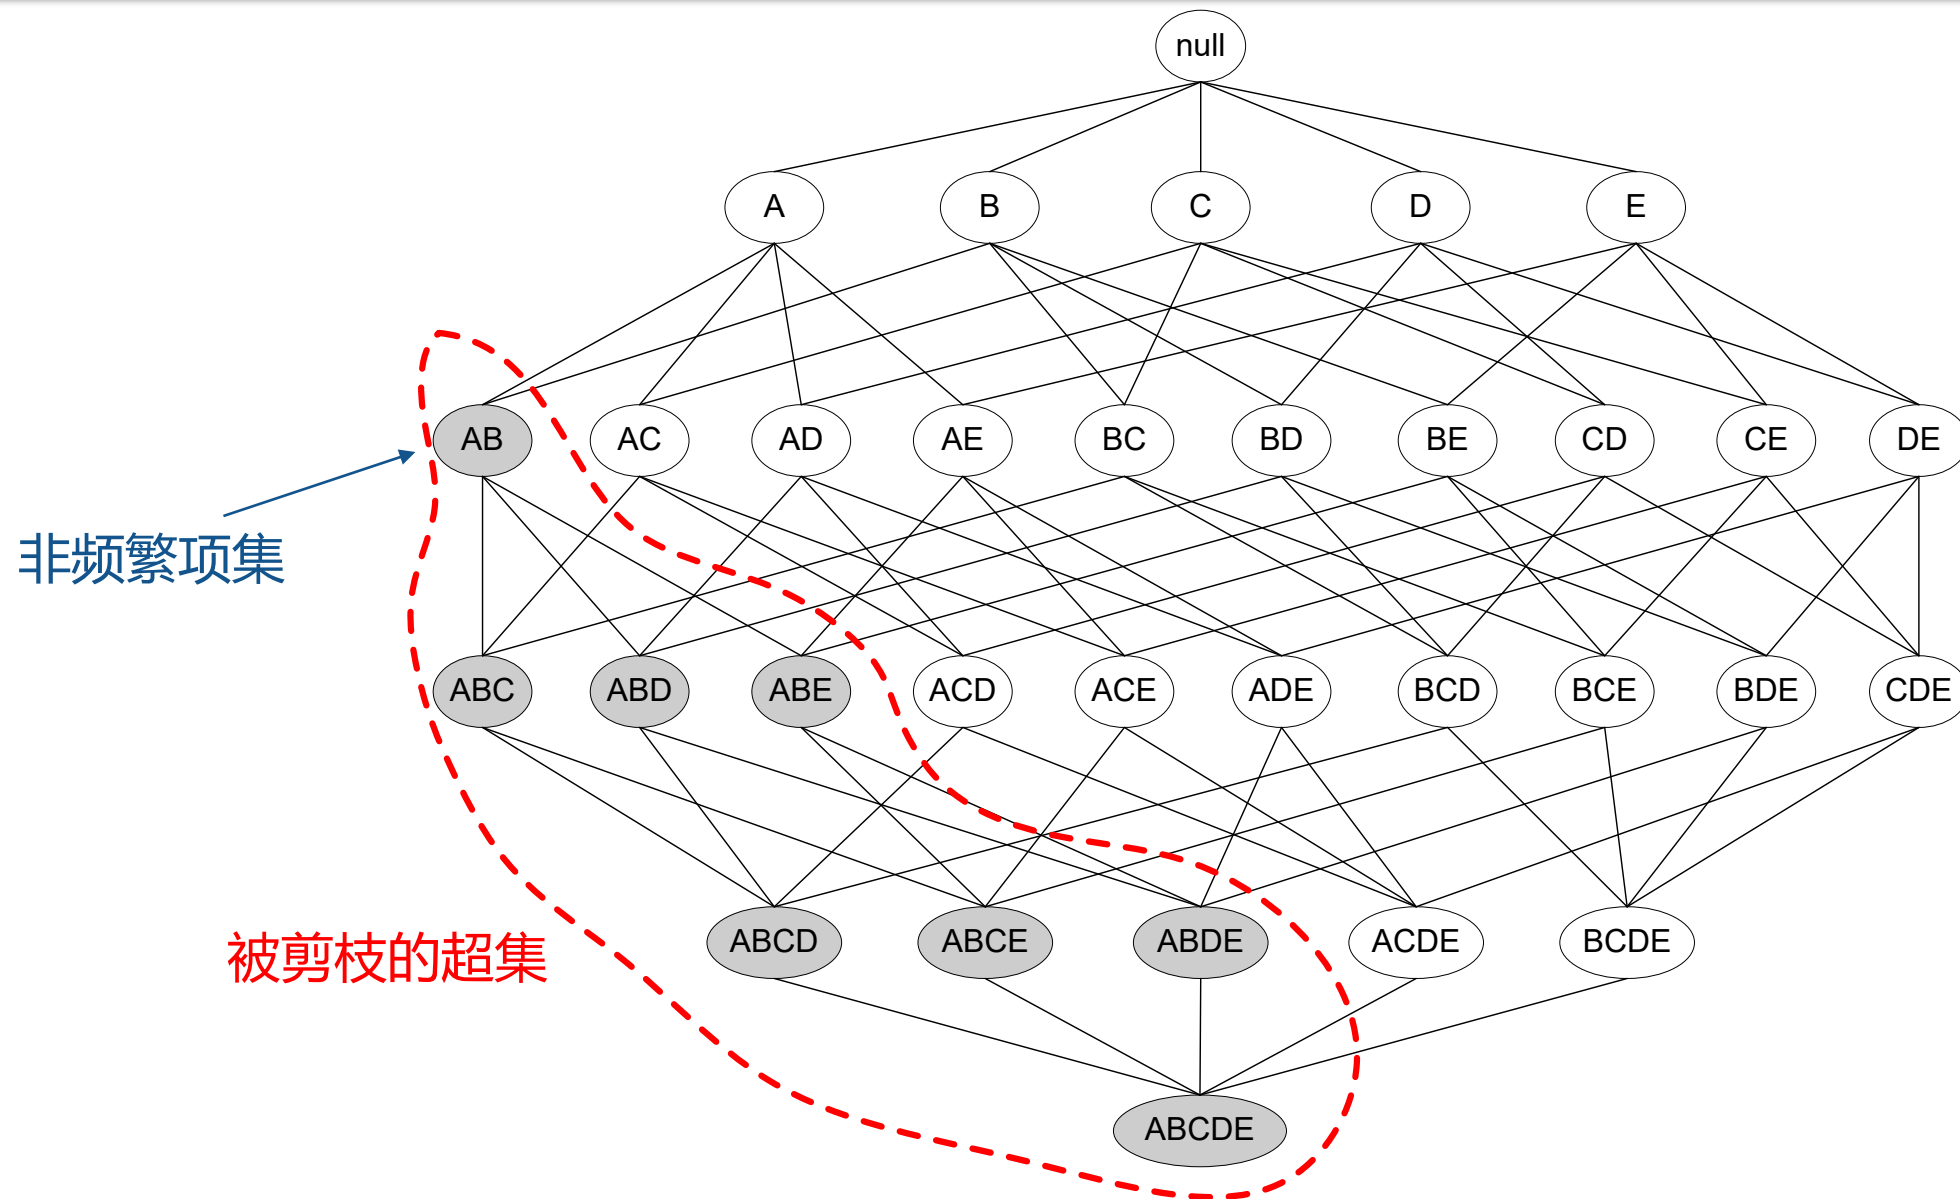 null
A B C D E
AB AC AD AE BC BD BE CD CE DE
非频繁项集
ABC ABD ABE ACD ACE ADE BCD BCE BDE CDE
被剪枝的超集
ABCD ABCE ABDE ACDE BCDE
ABCDE